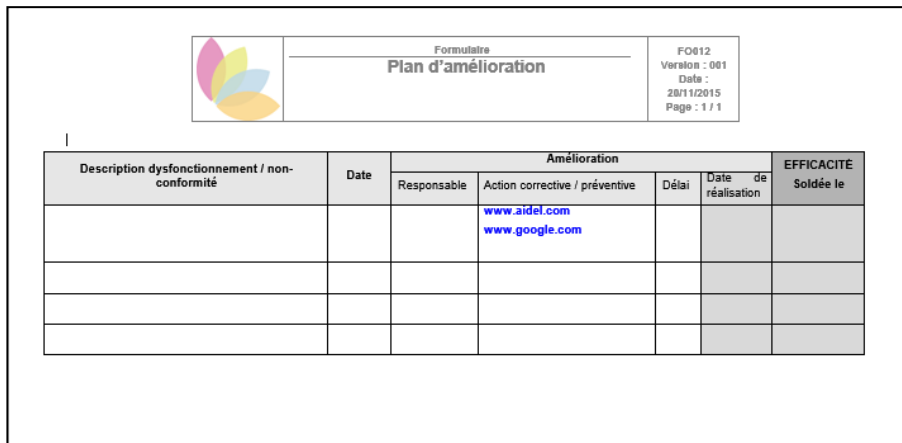 Formulaire
Plan d'amélioration
FO012
Version : 001
Date :
28/11/2015
Page : 1 / 1
Description dysfonctionnement / non-
conformité
Date
Amélioration
EFFICACITÉ
Soldée le
Responsable
Action corrective / préventive
Délai
Date de
réalisation
www.aidel.com
www.google.com